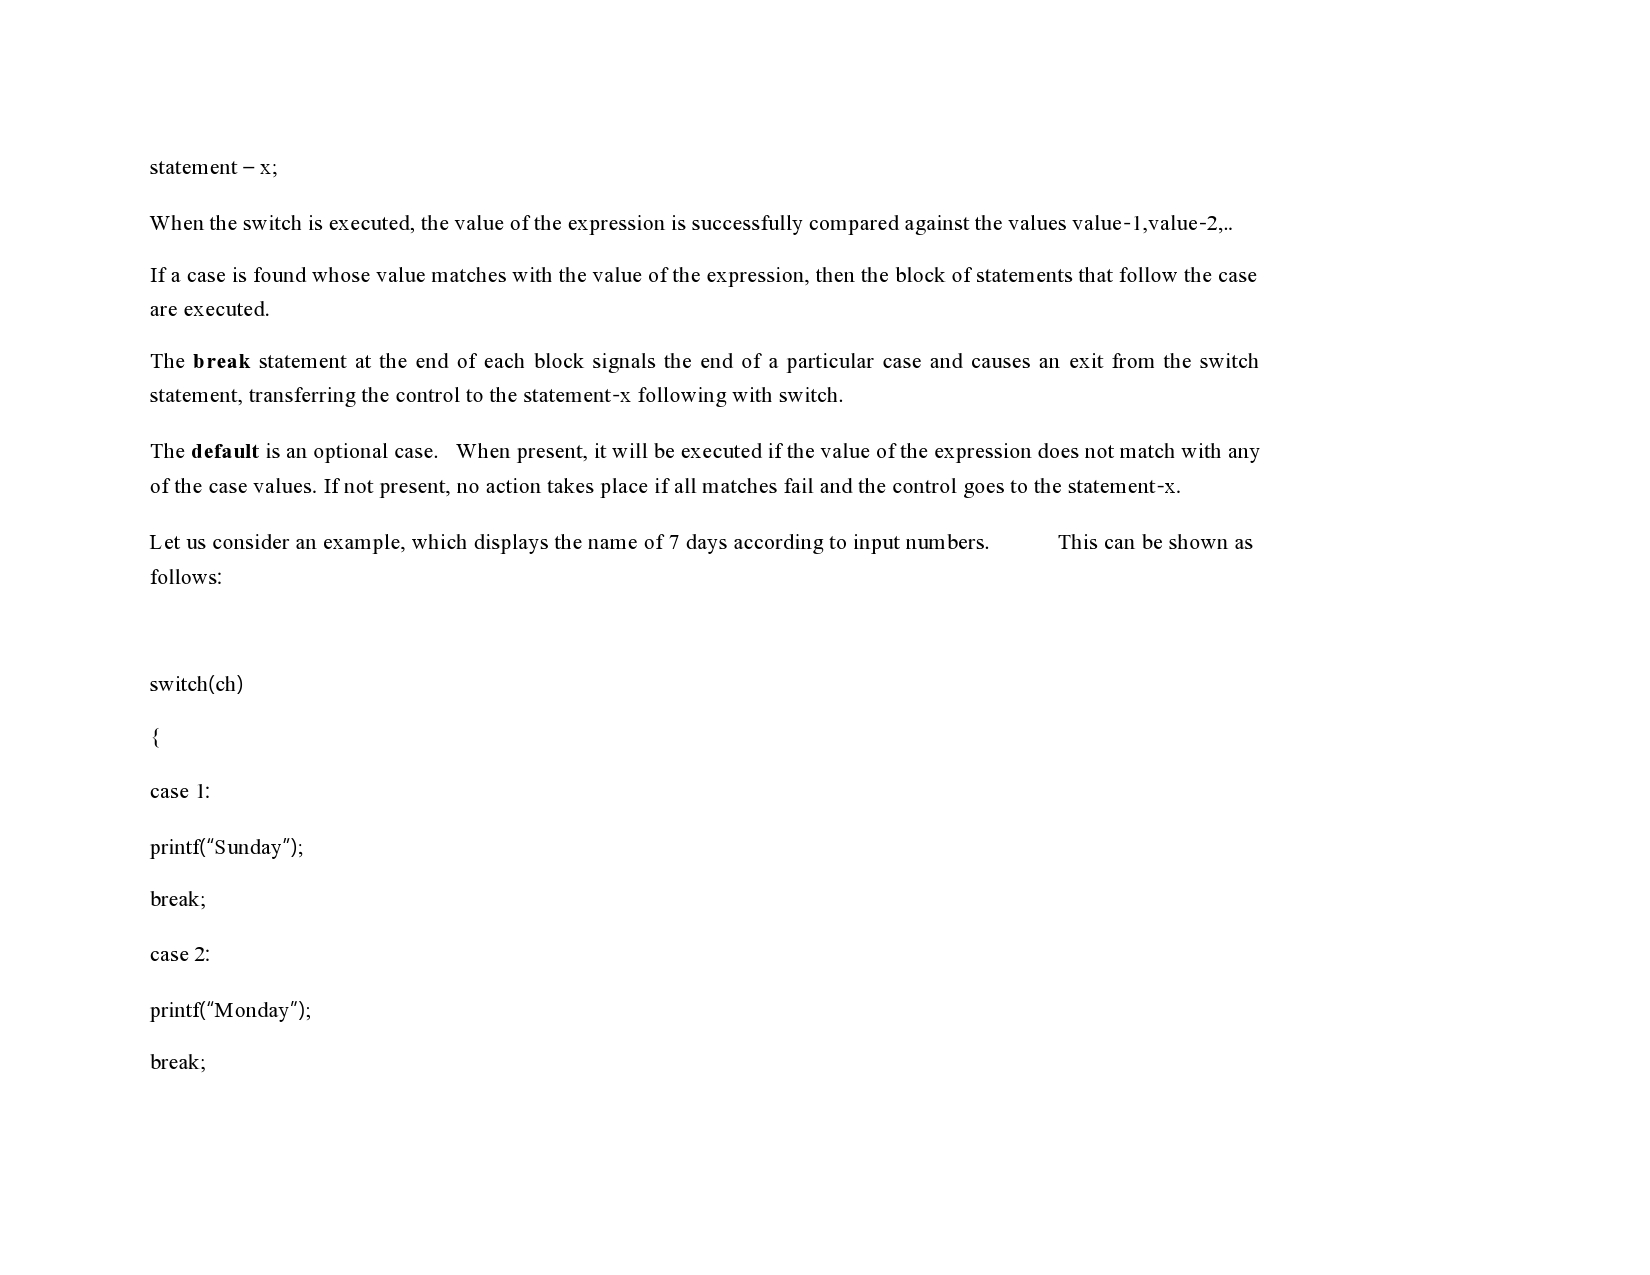 statement – x;
When the switch is executed, the value of the expression is successfully compared against the values value-1,value-2,..
If a case is found whose value matches with the value of the expression, then the block of statements that follow the case
are executed.
The break statement at the end of each block signals the end of a particular case and causes an exit from the switch
statement, transferring the control to the statement-x following with switch.
The default is an optional case. When present, it will be executed if the value of the expression does not match with any
of the case values. If not present, no action takes place if all matches fail and the control goes to the statement-x.
Let us consider an example, which displays the name of 7 days according to input numbers. This can be shown as
follows:
switch(ch)
{
case 1:
printf(“Sunday”);
break;
case 2:
printf(“Monday”);
break;